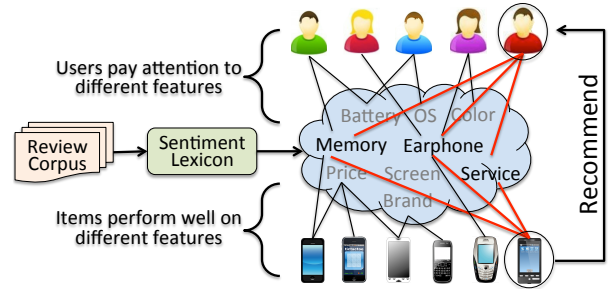 Users pay attention to
different features
Battery OS Color
Review
Corpus
Sentiment
Lexicon
Memory Earphone
Price Screen Service
Brand
Items perform well on
different features
Recommend